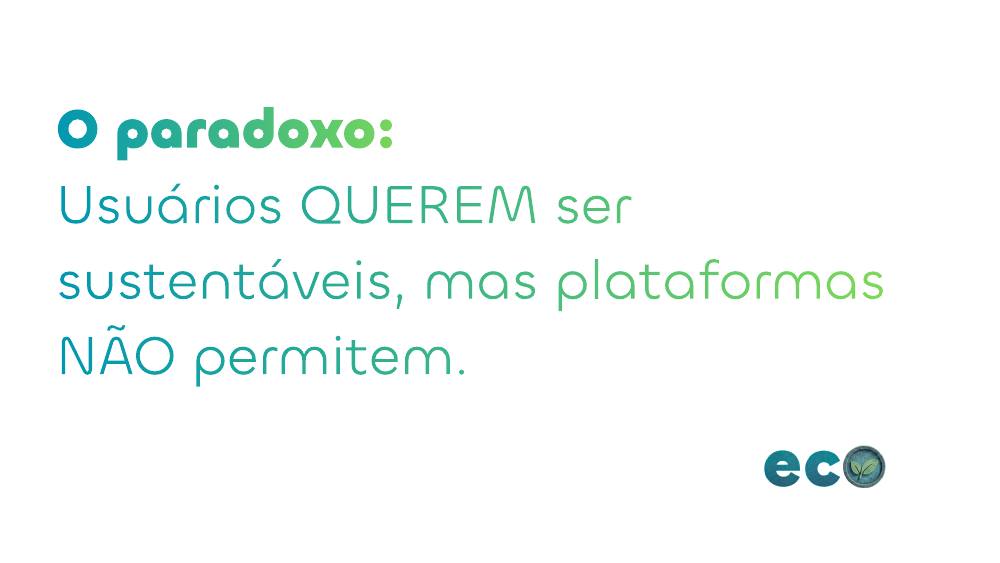 O paradoxo:
Usuários QUEREM ser
sustentáveis, mas plataformas
NÃO permitem.
eco